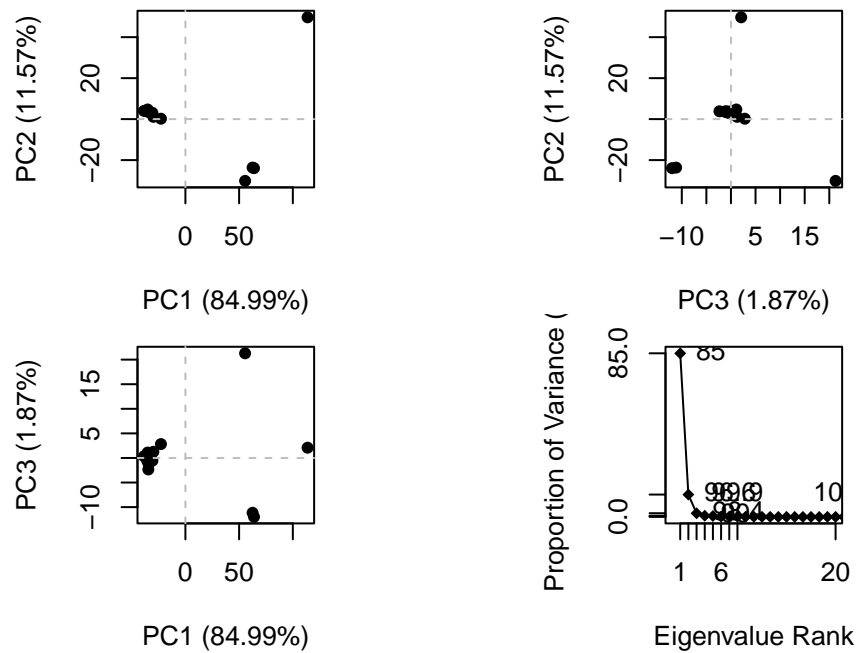 PC2 (11.57%)
20
−20
0 50
PC1 (84.99%)
PC2 (11.57%)
20
−20
−10 5 15
PC3 (1.87%)
PC3 (1.87%)
15
5
−10
0 50
PC1 (84.99%)
Proportion of Variance (
85.0
0.0
85
10
1 6 20
Eigenvalue Rank